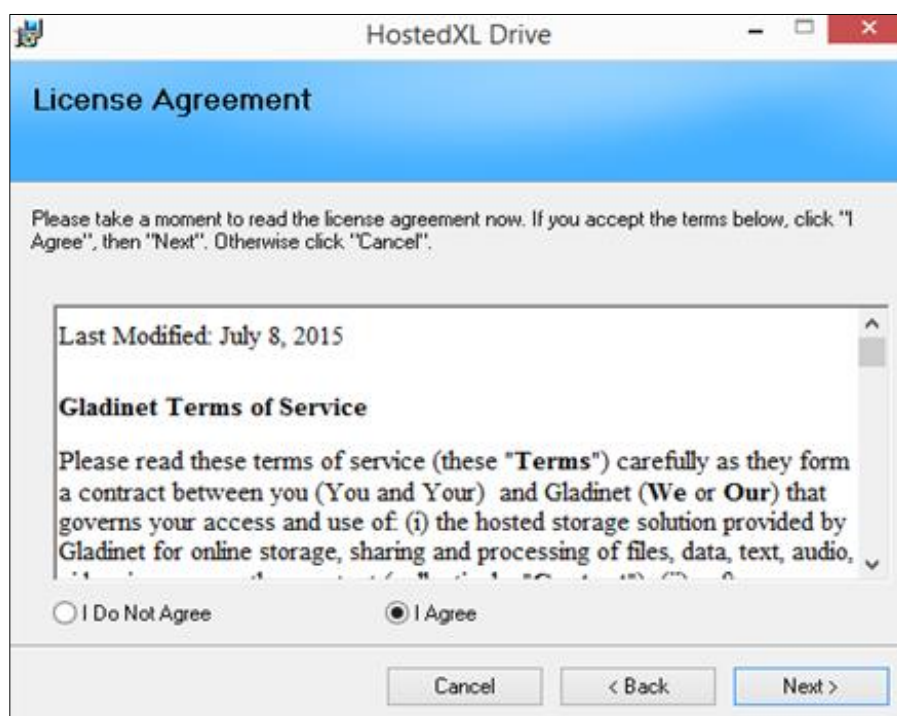 HostedXL Drive
License Agreement
Please take a moment to read the license agreement now. If you accept the terms below, click "I
Agree", then "Next". Otherwise click "Cancel".
Last Modified: July 8, 2015
Gladinet Terms of Service
Please read these terms of service (these "Terms") carefully as they form
a contract between you (You and Your) and Gladinet (We or Our) that
governs your access and use of: (i) the hosted storage solution provided by
Gladinet for online storage, sharing and processing of files, data, text, audio,
I Do Not Agree
I Agree
Cancel
< Back
Next >